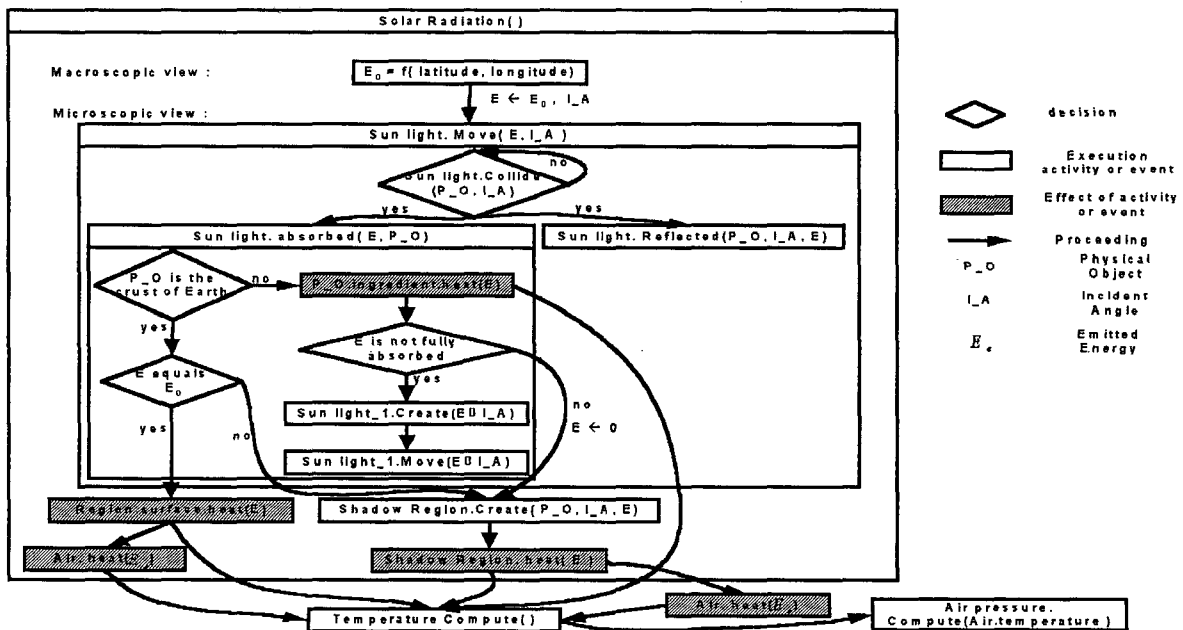 Solar Radiation()
Macroscopic view :
E₀ = f( latitude, longitude)
E ← E₀ , I_A
Microscopic view :
Sun light. Move( E, I_A )
no
Sun light.Collide
(P_O, I_A)
yes
yes
Sun light. absorbed( E, P_O)
Sun light. Reflected(P_O, I_A, E)
P_O is the
crust of Earth
no
P_O.ingredient.heat(E)
yes
E is not fully
absorbed
E equals
E₀
yes
no
E ← 0
Sun light_1.Create(E▯ I_A)
yes
no
Sun light_1.Move(E▯ I_A)
Region.surface.heat(E)
Shadow Region.Create( P_O, I_A, E)
Air.heat(Eₑ)
Shadow Region.heat( E)
Air.heat(Eₑ)
Temperature Compute()
Air pressure.
Compute(Air.temperature )
decision
Execution
activity or event
Effect of activity
or event
Proceeding
P_O
Physical
Object
I_A
Incident
Angle
Eₑ
Emitted
Energy